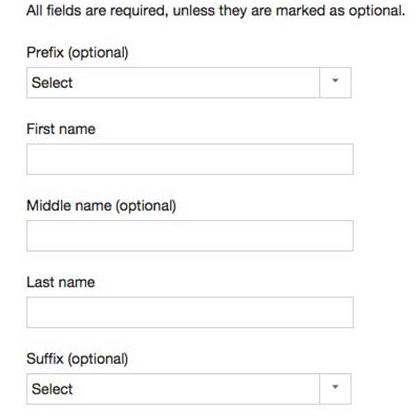 All fields are required, unless they are marked as optional.
Prefix (optional)
Select
First name
Middle name (optional)
Last name
Suffix (optional)
Select